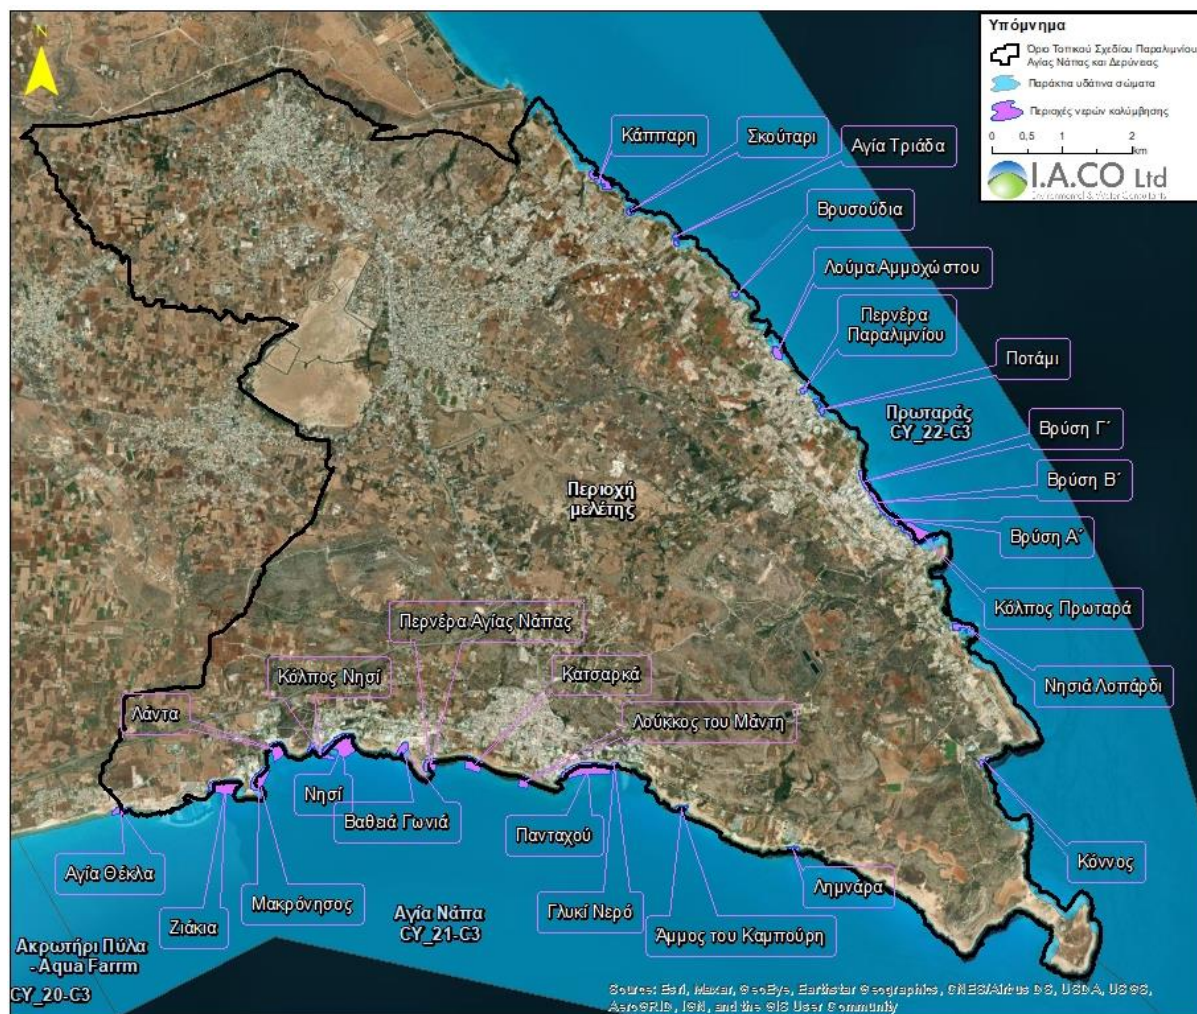 N
Υπόμνημα
Όριο Τοπικού Σχεδίου Παραλιμνίου
Αγίας Νάπας και Δερύνειας
Παράκτια υδάτινα σώματα
Περιοχές νερών κολύμβησης
0 0,5 1 2
km
I.A.CO Ltd
Environmental & Water Consultants
Κάππαρη
Σκούταρι
Αγία Τριάδα
Βρυσούδια
Λούμα Αμμοχώστου
Περνέρα
Παραλιμνίου
Ποτάμι
Πρωταράς
CY_22-C3
Βρύση Γ΄
Βρύση Β΄
Βρύση Α΄
Περιοχή
μελέτης
Κόλπος Πρωταρά
Περνέρα Αγίας Νάπας
Κόλπος Νησί
Κατσαρκά
Νησιά Λοπάρδι
Λάντα
Λούκκος του Μάντη
Νησί
Βαθειά Γωνιά
Πανταχού
Κόννος
Αγία Θέκλα
Λημνάρα
Μακρόνησος
Γλυκί Νερό
Ζιάκια
Αγία Νάπα
CY_21-C3
Άμμος του Καμπούρη
Ακρωτήρι Πύλα
- Aqua Farrm
CY_20-C3
Source: Esri, Maxar, GeoEye, Earthstar Geographics, CNES/Airbus DS, USDA, USGS,
AeroGRID, IGN, and the GIS User Community